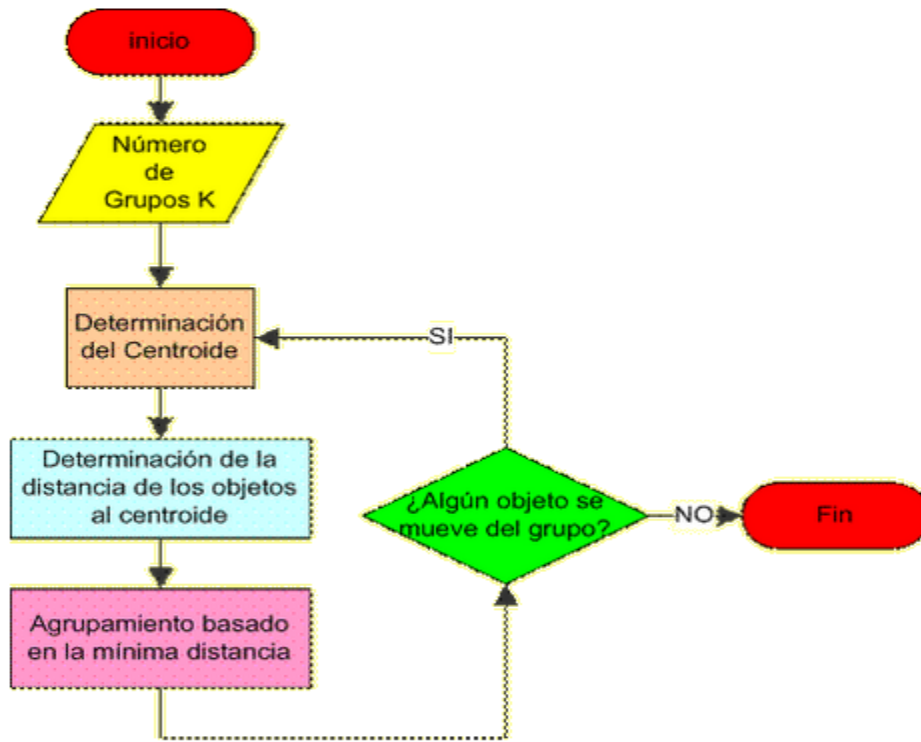 inicio
Número
de
Grupos K
Determinación
del Centroide
SI
Determinación de la
distancia de los objetos
al centroide
¿Algún objeto se
mueve del grupo?
NO
Fin
Agrupamiento basado
en la mínima distancia